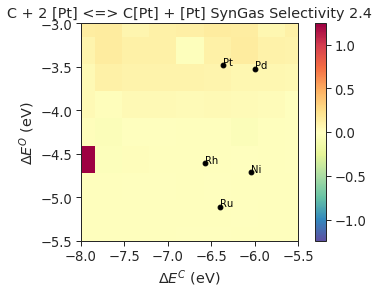 C + 2 [Pt] <=> C[Pt] + [Pt] SynGas Selectivity 2.4
−3.0
−3.5
−4.0
−4.5
−5.0
−5.5
ΔE^O (eV)
Pt
Pd
Rh
Ni
Ru
−8.0 −7.5 −7.0 −6.5 −6.0 −5.5
ΔE^C (eV)
1.0
0.5
0.0
−0.5
−1.0